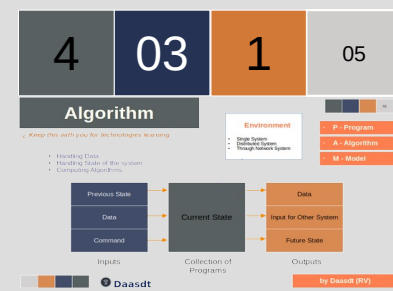 4
03
1
05
Algorithm
Keep this with you for technologies learning
Handling Data
Handling State of the system
Computing Algorithms
Environment
Single System
Distributed System
Through Network System
P - Program
A - Algorithm
M - Model
Previous State
Data
Command
Current State
Data
Input for Other System
Future State
Inputs
Collection of
Programs
Outputs
Daasdt
by Daasdt (RV)